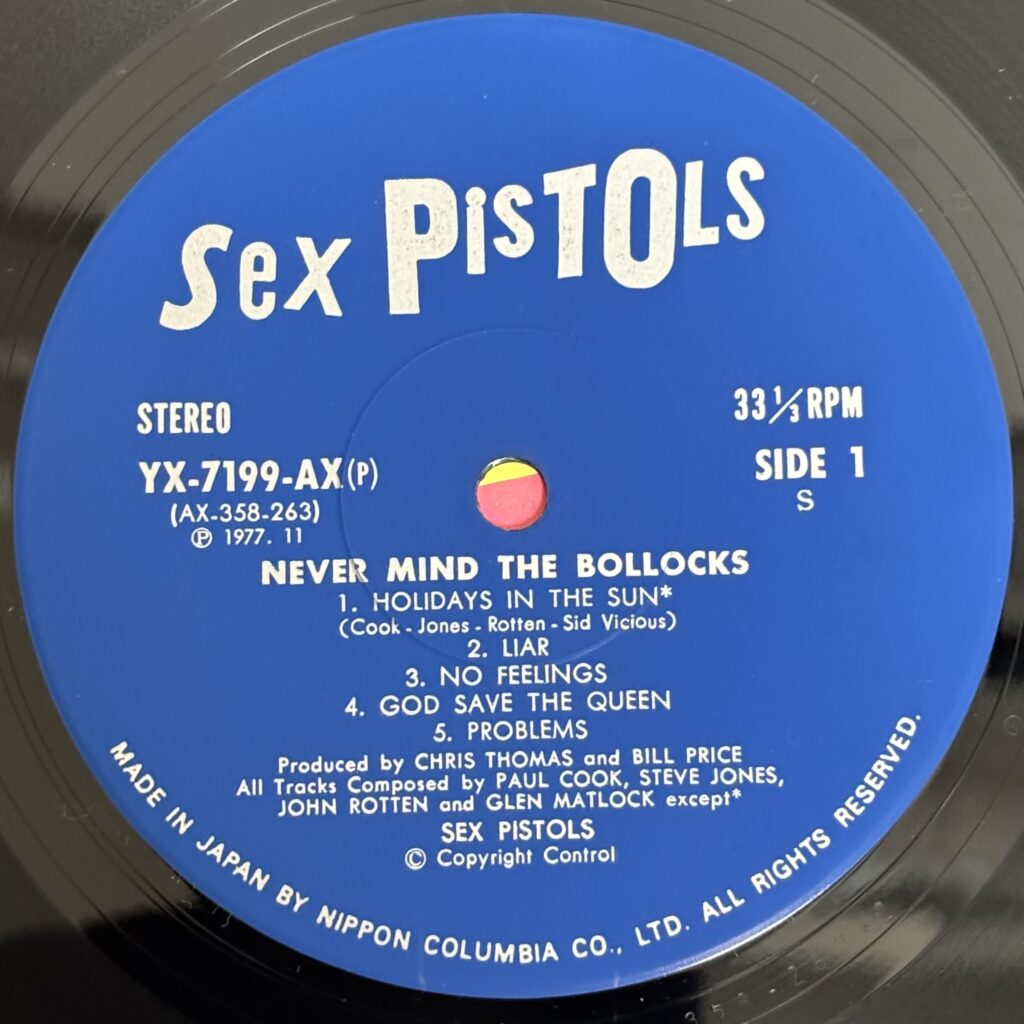 Sex PisTOLS
STEREO
33 1/3 RPM
YX-7199-AX(P)
SIDE 1
(AX-358-263)
S
℗ 1977. 11
NEVER MIND THE BOLLOCKS
1. HOLIDAYS IN THE SUN*
(Cook - Jones - Rotten - Sid Vicious)
2. LIAR
3. NO FEELINGS
4. GOD SAVE THE QUEEN
5. PROBLEMS
Produced by CHRIS THOMAS and BILL PRICE
All Tracks Composed by PAUL COOK, STEVE JONES,
JOHN ROTTEN and GLEN MATLOCK except*
SEX PISTOLS
© Copyright Control
MADE IN JAPAN BY NIPPON COLUMBIA CO., LTD. ALL RIGHTS RESERVED.